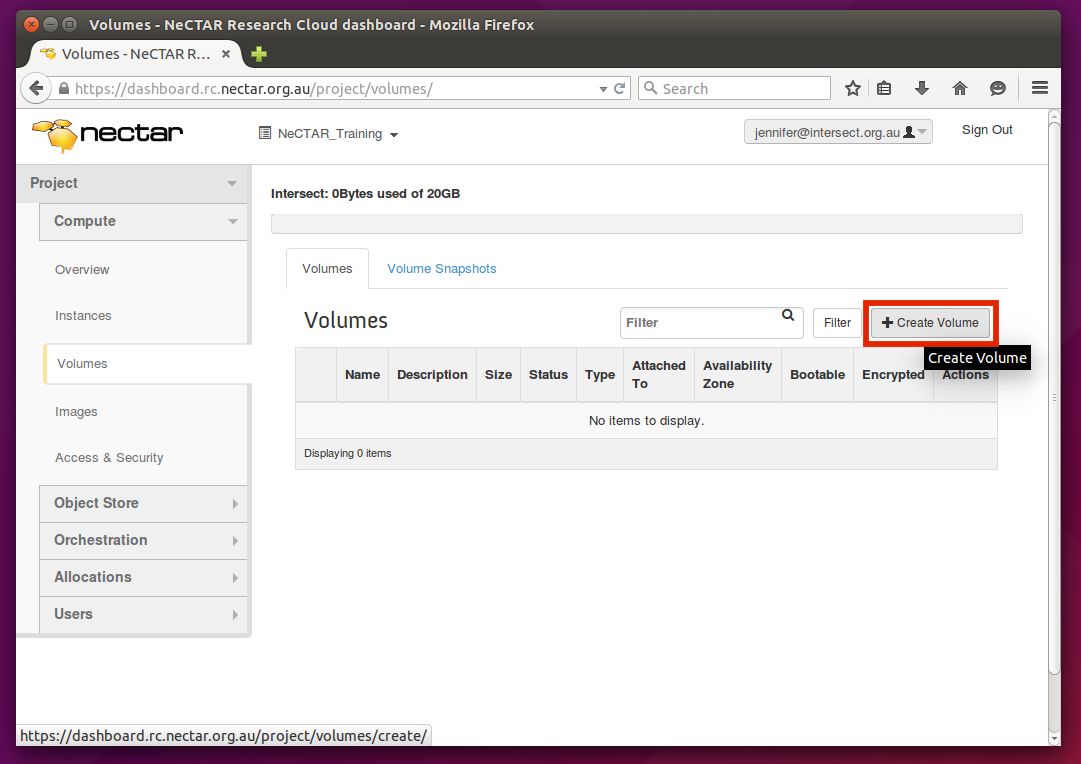 Volumes - NeCTAR Research Cloud dashboard - Mozilla Firefox
Volumes - NeCTAR R...
https://dashboard.rc.nectar.org.au/project/volumes/
Search
nectar
NeCTAR_Training
jennifer@intersect.org.au
Sign Out
Project
Compute
Overview
Instances
Volumes
Images
Access & Security
Object Store
Orchestration
Allocations
Users
Intersect: 0Bytes used of 20GB
Volumes
Volume Snapshots
Volumes
Filter
Filter
Create Volume
Create Volume
Name Description Size Status Type Attached To Availability Zone Bootable Encrypted Actions
No items to display.
Displaying 0 items
https://dashboard.rc.nectar.org.au/project/volumes/create/